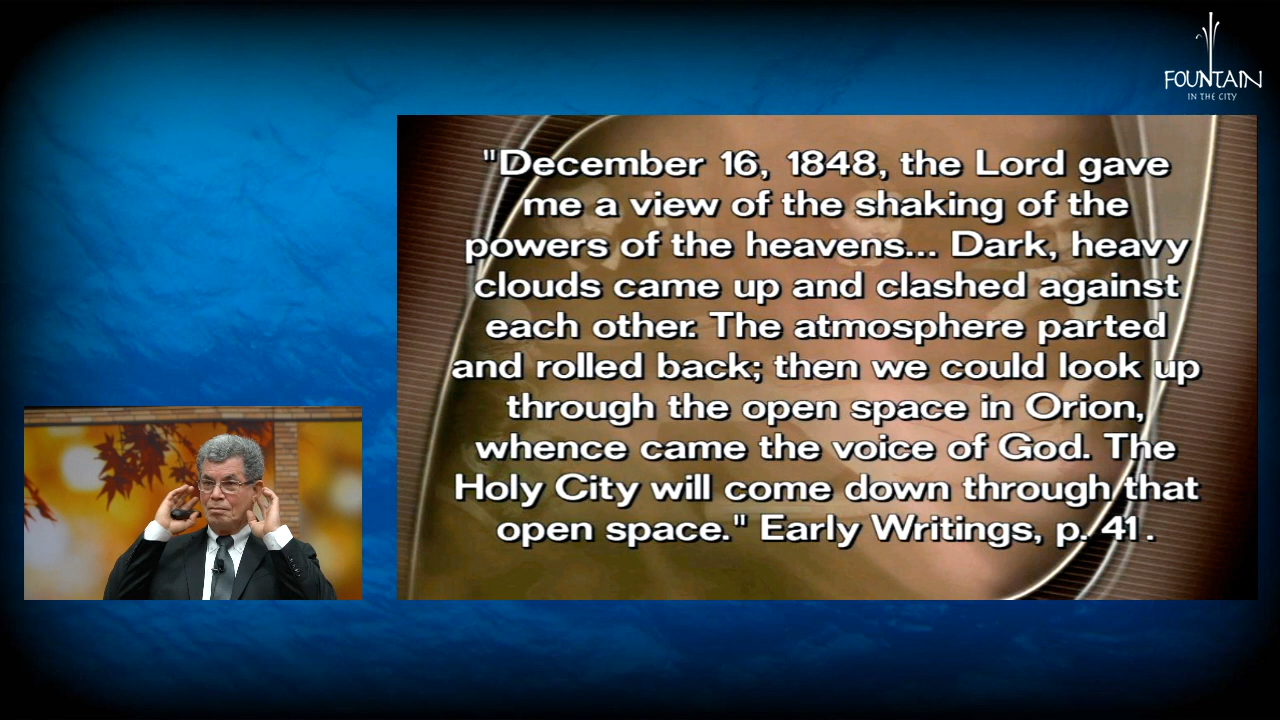 FOUNTAIN
IN THE CITY
"December 16, 1848, the Lord gave
me a view of the shaking of the
powers of the heavens... Dark, heavy
clouds came up and clashed against
each other. The atmosphere parted
and rolled back; then we could look up
through the open space in Orion,
whence came the voice of God. The
Holy City will come down through that
open space." Early Writings, p. 41.